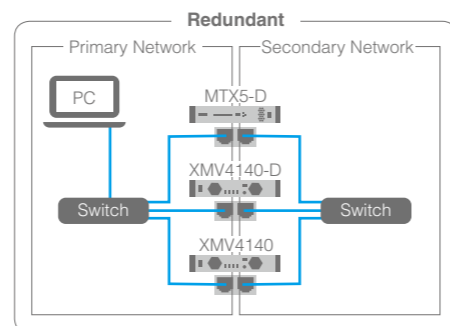 Redundant
Primary Network
Secondary Network
PC
MTX5-D
XMV4140-D
Switch
Switch
XMV4140